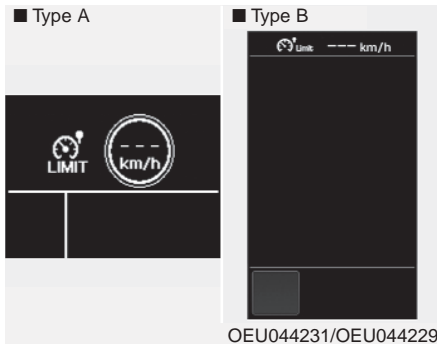 ■ Type A
■ Type B
LIMIT
--- km/h
Limit --- km/h
OEU044231/OEU044229